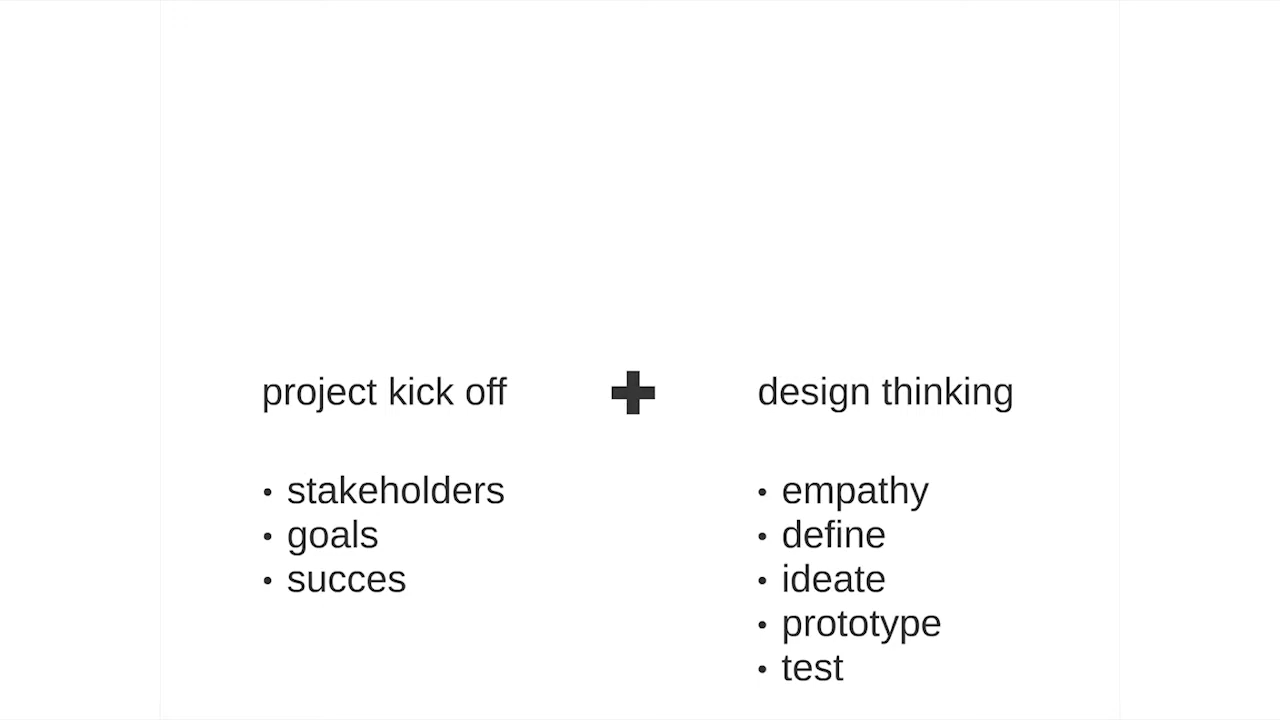 project kick off
stakeholders
goals
succes
design thinking
empathy
define
ideate
prototype
test